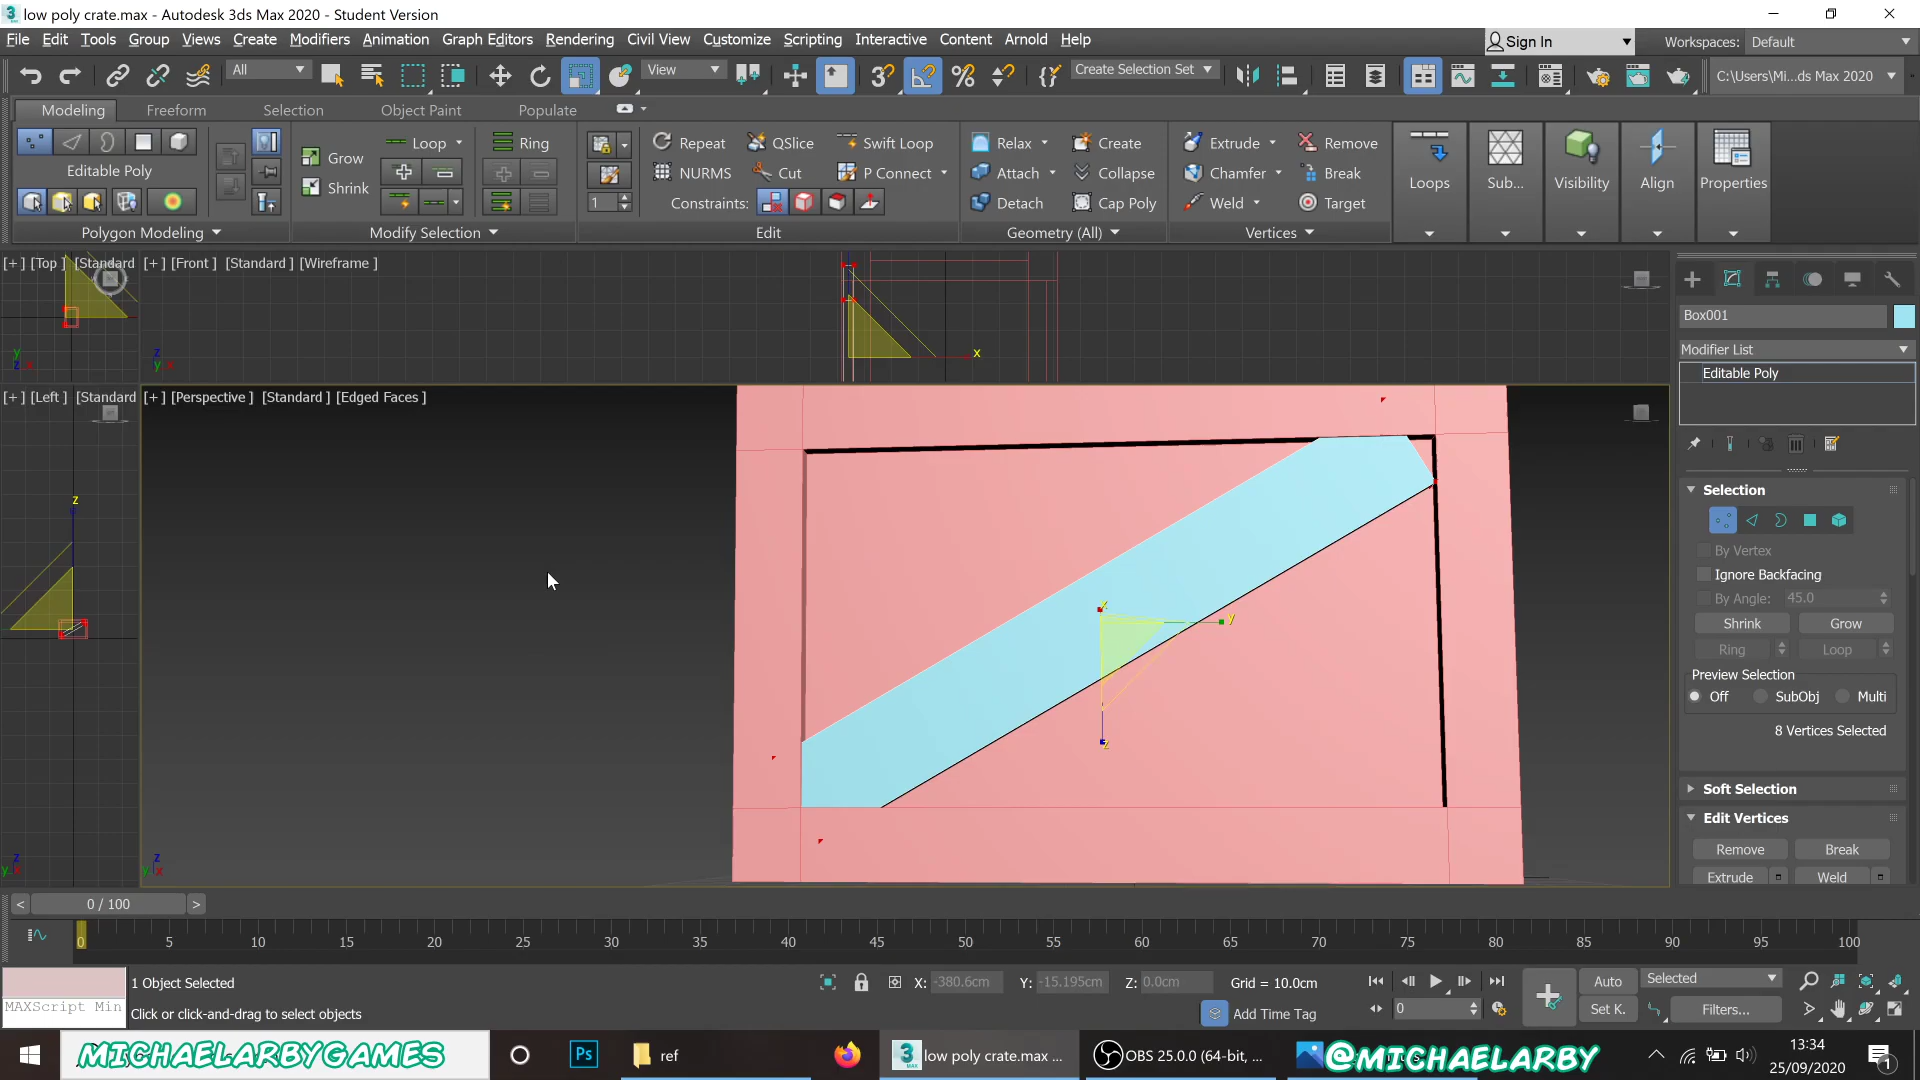 low poly crate.max - Autodesk 3ds Max 2020 - Student Version
File Edit Tools Group Views Create Modifiers Animation Graph Editors Rendering Civil View Customize Scripting Interactive Content Arnold Help
Sign In
Workspaces: Default
All
View
Create Selection Set
C:\Users\Mi...ds Max 2020
Modeling Freeform Selection Object Paint Populate
Grow Loop Ring Repeat QSlice Swift Loop Relax Create Extrude Remove
Editable Poly
Shrink NURMS Cut P Connect Attach Collapse Chamfer Break
1 Constraints: Detach Cap Poly Weld Target
Loops Sub... Visibility Align Properties
Polygon Modeling Modify Selection Edit Geometry (All) Vertices
[+] [Top] [Standard
[+] [Front] [Standard] [Wireframe]
x
y
z x
z
y x
[+] [Left] [Standard
[+] [Perspective] [Standard] [Edged Faces]
z
x
y
z
z
y x
z
y x
Box001
Modifier List
Editable Poly
Selection
By Vertex
Ignore Backfacing
By Angle: 45.0
Shrink Grow
Ring Loop
Preview Selection
Off SubObj Multi
8 Vertices Selected
Soft Selection
Edit Vertices
Remove Break
Extrude Weld
< 0 / 100 >
0 5 10 15 20 25 30 35 40 45 50 55 60 65 70 75 80 85 90 95 100
1 Object Selected
X: -380.6cm Y: -15.195cm Z: 0.0cm Grid = 10.0cm
Auto Selected
MAXScript Min
Click or click-and-drag to select objects
Add Time Tag
0
Set K. Filters...
MICHAELARBYGAMES
Ps
ref
3
MAX
low poly crate.max ...
OBS 25.0.0 (64-bit, ...
@MICHAELARBY
13:34
25/09/2020
1